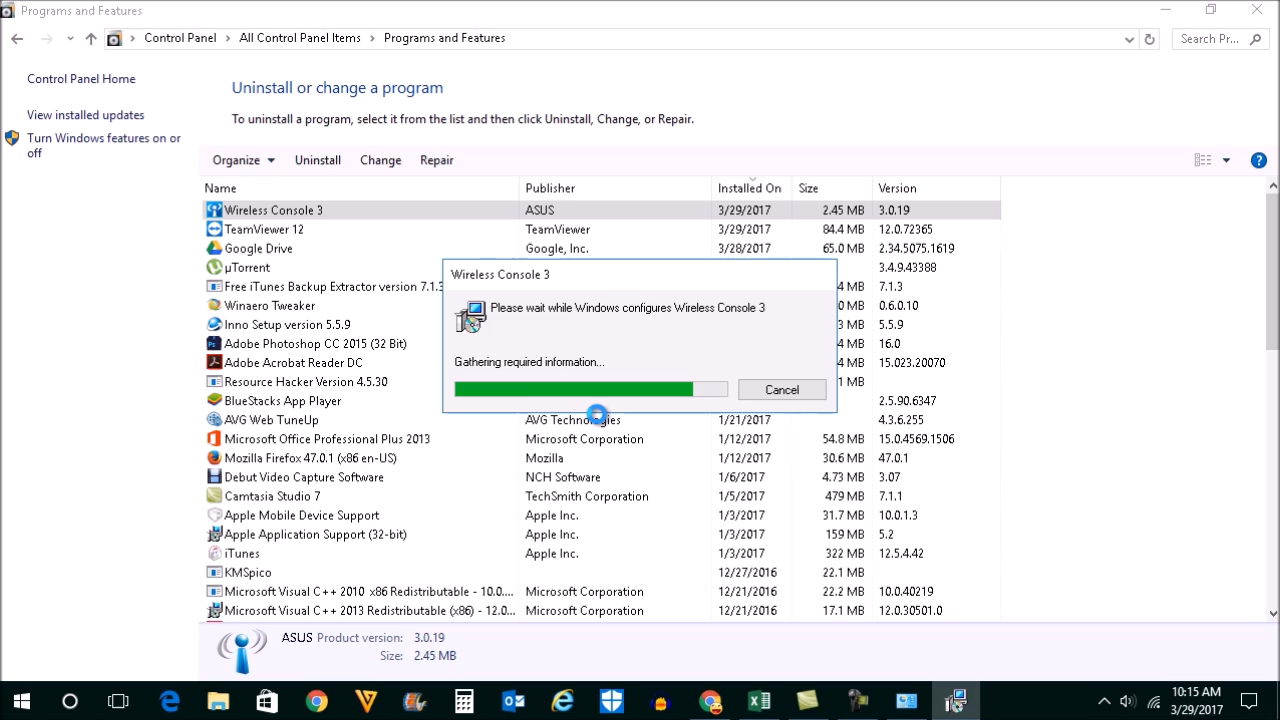 Programs and Features
Control Panel > All Control Panel Items > Programs and Features
Search Pr...
Control Panel Home
View installed updates
Turn Windows features on or
off
Uninstall or change a program
To uninstall a program, select it from the list and then click Uninstall, Change, or Repair.
Organize Uninstall Change Repair
Name Publisher Installed On Size Version
Wireless Console 3 ASUS 3/29/2017 2.45 MB 3.0.19
TeamViewer 12 TeamViewer 3/29/2017 84.4 MB 12.0.72365
Google Drive Google, Inc. 3/28/2017 65.0 MB 2.34.5075.1619
µTorrent 3.4.9.43388
Free iTunes Backup Extractor version 7.1.3 4 MB 7.1.3
Winaero Tweaker 0 MB 0.6.10
Inno Setup version 5.5.9 3 MB 5.5.9
Adobe Photoshop CC 2015 (32 Bit) 16.0
Adobe Acrobat Reader DC 4 MB 15.023.20070
Resource Hacker Version 4.5.30 1 MB
BlueStacks App Player 2.5.90.6347
AVG Web TuneUp AVG Technologies 1/21/2017 4.3.6.255
Microsoft Office Professional Plus 2013 Microsoft Corporation 1/12/2017 54.8 MB 15.0.4569.1506
Mozilla Firefox 47.0.1 (x86 en-US) Mozilla 1/12/2017 30.6 MB 47.0.1
Debut Video Capture Software NCH Software 1/6/2017 4.73 MB 3.07
Camtasia Studio 7 TechSmith Corporation 1/5/2017 479 MB 7.1.1
Apple Mobile Device Support Apple Inc. 1/3/2017 31.7 MB 10.0.1.3
Apple Application Support (32-bit) Apple Inc. 1/3/2017 159 MB 5.2
iTunes Apple Inc. 1/3/2017 322 MB 12.5.4.42
KMSpico 12/27/2016 22.1 MB
Microsoft Visual C++ 2010 x86 Redistributable - 10.0.... Microsoft Corporation 12/21/2016 22.2 MB 10.0.40219
Microsoft Visual C++ 2013 Redistributable (x86) - 12.0... Microsoft Corporation 12/21/2016 17.1 MB 12.0.30501.0
Wireless Console 3
Please wait while Windows configures Wireless Console 3
Gathering required information...
Cancel
ASUS Product version: 3.0.19
Size: 2.45 MB
10:15 AM
3/29/2017